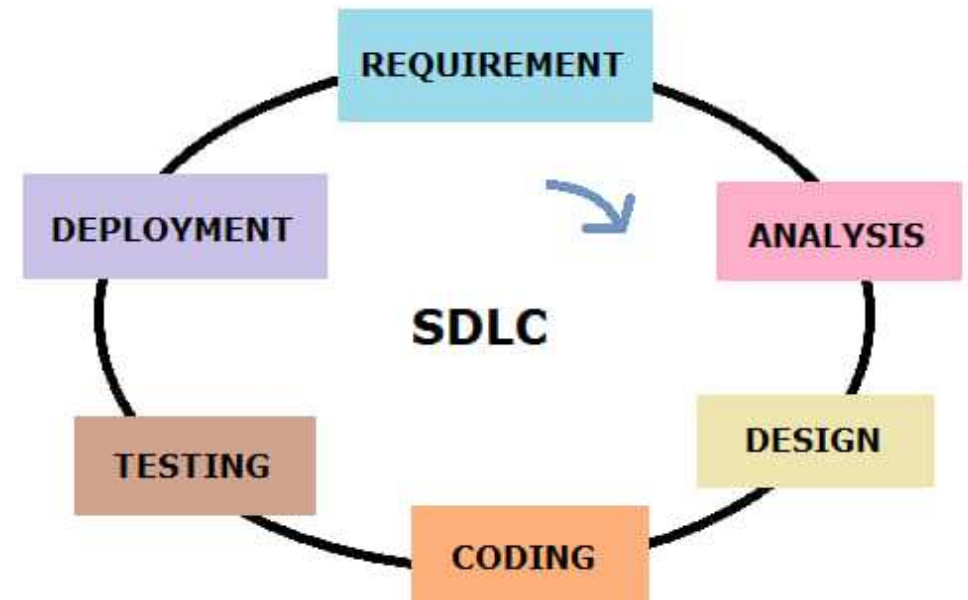 REQUIREMENT
DEPLOYMENT
ANALYSIS
SDLC
DESIGN
TESTING
CODING